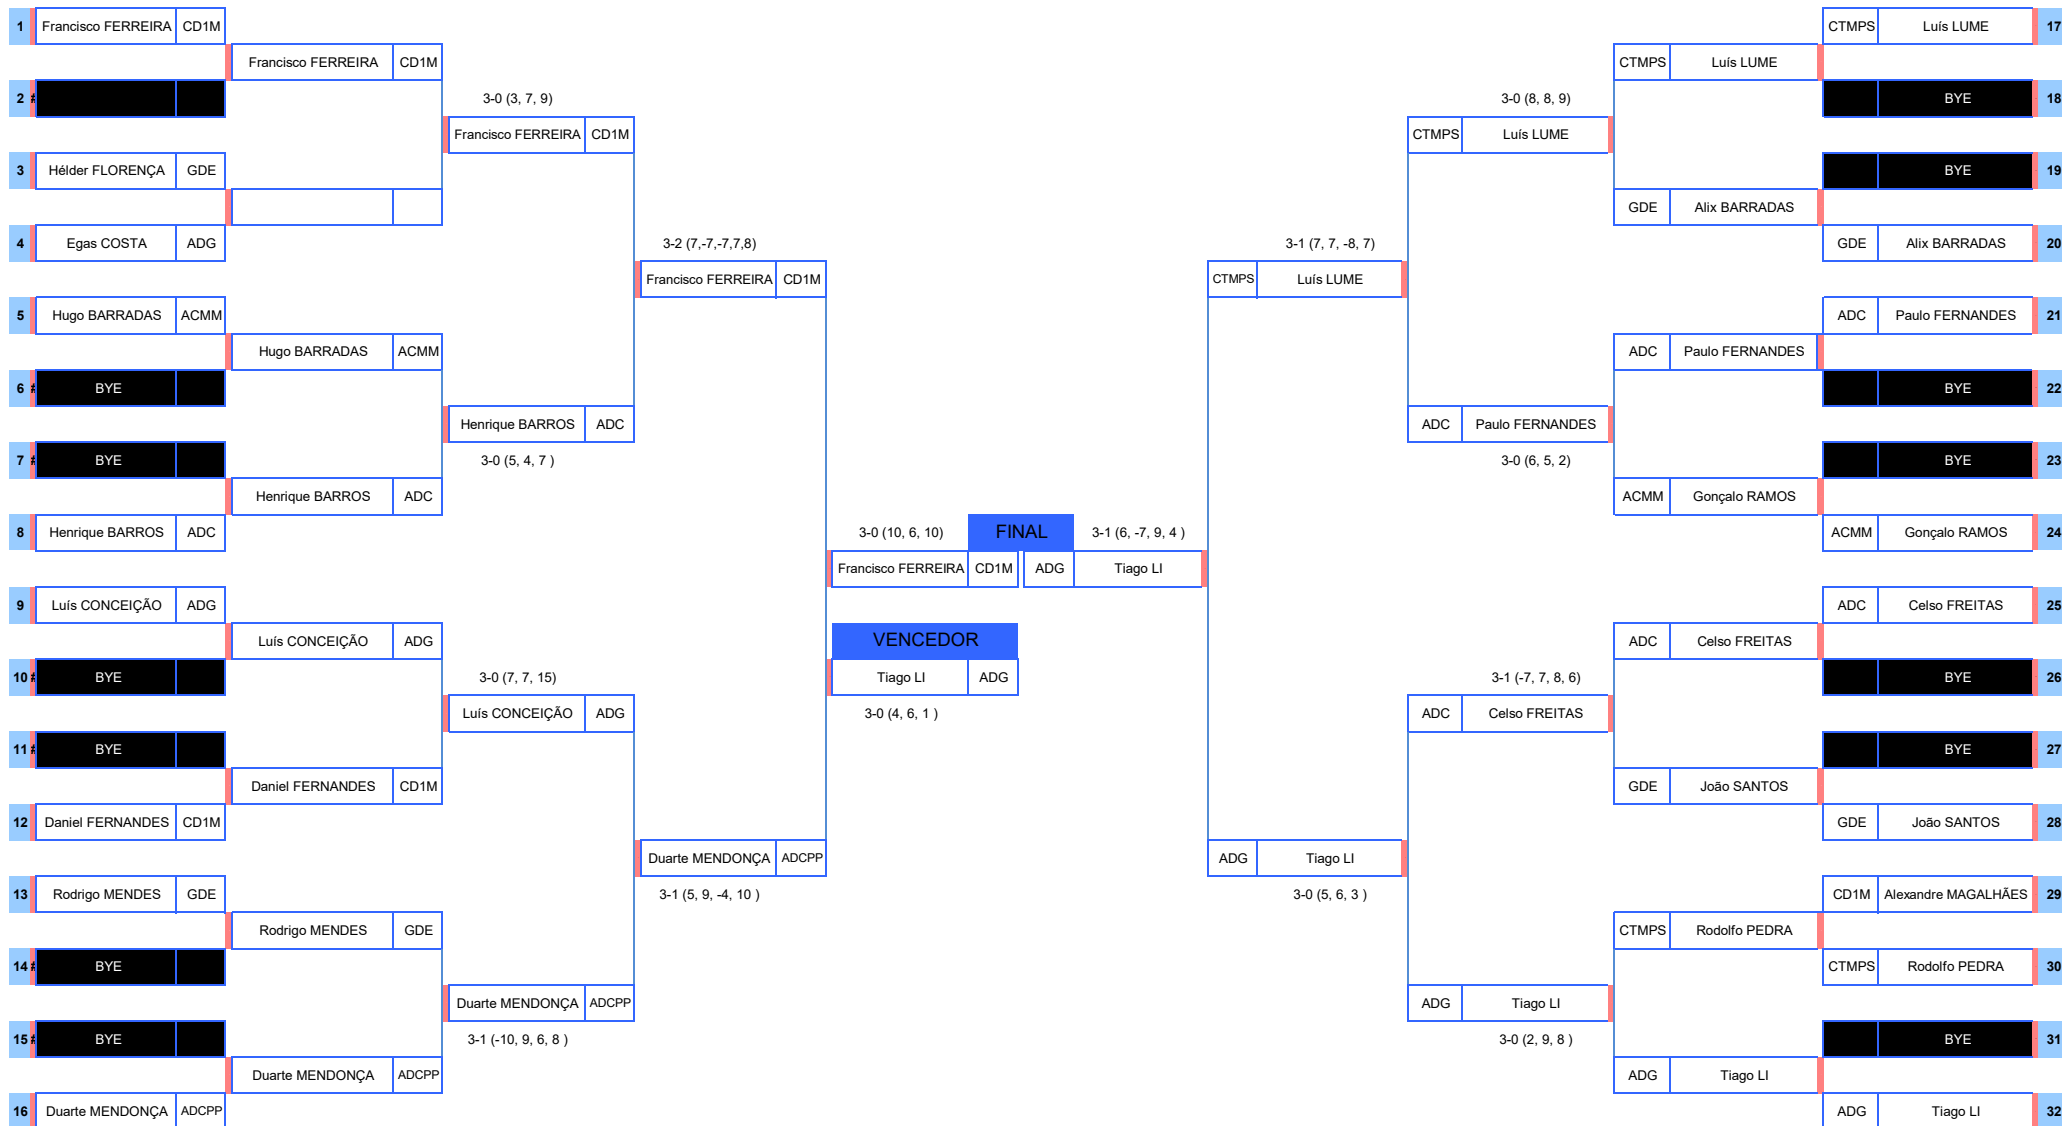 1 Francisco FERREIRA CD1M
Francisco FERREIRA CD1M
2 #
3-0 (3, 7, 9)
Francisco FERREIRA CD1M
3 Hélder FLORENÇA GDE
4 Egas COSTA ADG
3-2 (7,-7,-7,7,8)
Francisco FERREIRA CD1M
5 Hugo BARRADAS ACMM
Hugo BARRADAS ACMM
6 # BYE
Henrique BARROS ADC
3-0 (5, 4, 7 )
7 # BYE
Henrique BARROS ADC
8 Henrique BARROS ADC
3-0 (10, 6, 10)
Francisco FERREIRA CD1M
9 Luís CONCEIÇÃO ADG
Luís CONCEIÇÃO ADG
10 # BYE
3-0 (7, 7, 15)
Luís CONCEIÇÃO ADG
11 # BYE
Daniel FERNANDES CD1M
12 Daniel FERNANDES CD1M
Duarte MENDONÇA ADCPP
3-1 (5, 9, -4, 10 )
13 Rodrigo MENDES GDE
Rodrigo MENDES GDE
14 # BYE
Duarte MENDONÇA ADCPP
3-1 (-10, 9, 6, 8 )
15 # BYE
Duarte MENDONÇA ADCPP
16 Duarte MENDONÇA ADCPP
FINAL
VENCEDOR
Tiago LI ADG
3-0 (4, 6, 1 )
CTMPS Luís LUME 17
CTMPS Luís LUME
BYE 18
3-0 (8, 8, 9)
CTMPS Luís LUME
BYE 19
GDE Alix BARRADAS
GDE Alix BARRADAS 20
3-1 (7, 7, -8, 7)
CTMPS Luís LUME
ADC Paulo FERNANDES 21
ADC Paulo FERNANDES
BYE 22
ADC Paulo FERNANDES
3-0 (6, 5, 2)
BYE 23
ACMM Gonçalo RAMOS
ACMM Gonçalo RAMOS 24
3-1 (6, -7, 9, 4 )
ADG Tiago LI
ADC Celso FREITAS 25
ADC Celso FREITAS
BYE 26
3-1 (-7, 7, 8, 6)
ADC Celso FREITAS
BYE 27
GDE João SANTOS
GDE João SANTOS 28
ADG Tiago LI
3-0 (5, 6, 3 )
CD1M Alexandre MAGALHÃES 29
CTMPS Rodolfo PEDRA
CTMPS Rodolfo PEDRA 30
ADG Tiago LI
3-0 (2, 9, 8 )
BYE 31
ADG Tiago LI
ADG Tiago LI 32